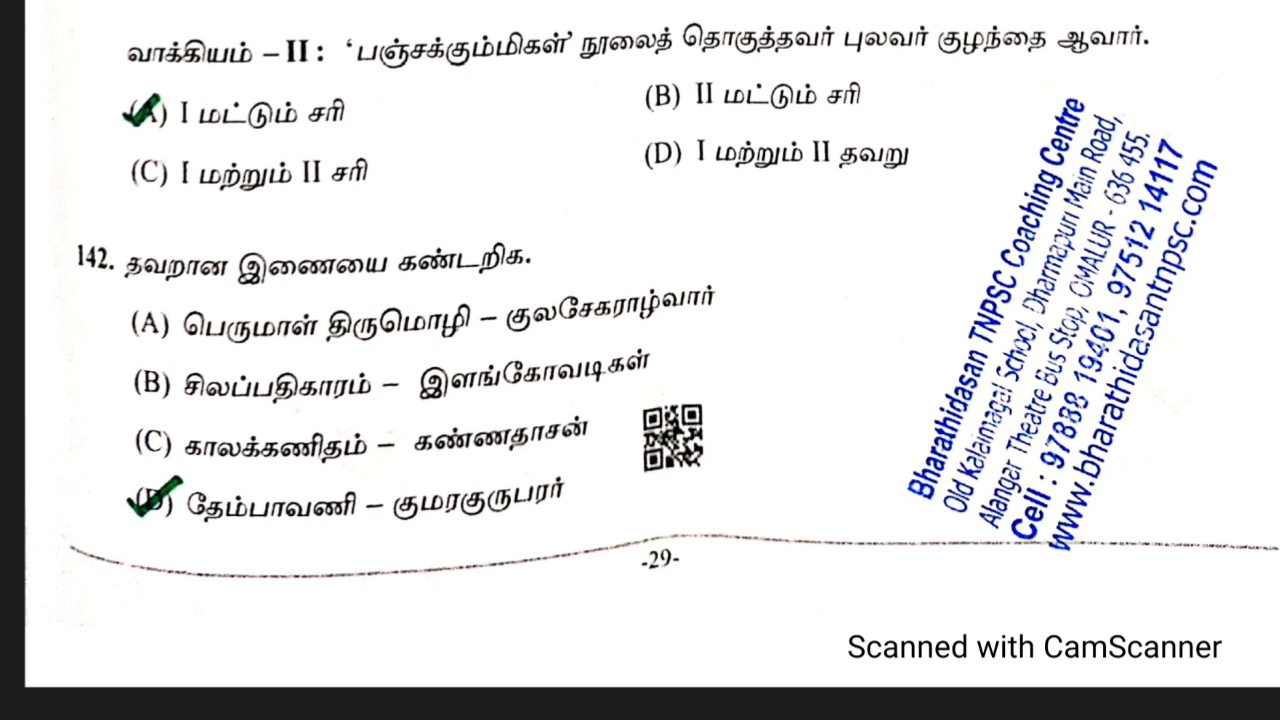 வாக்கியம் – II : ‘பஞ்சக்கும்மிகள்’ நூலைத் தொகுத்தவர் புலவர் குழந்தை ஆவார்.
(A) I மட்டும் சரி
(B) II மட்டும் சரி
(C) I மற்றும் II சரி
(D) I மற்றும் II தவறு
142. தவறான இணையை கண்டறிக.
(A) பெருமாள் திருமொழி – குலசேகராழ்வார்
(B) சிலப்பதிகாரம் – இளங்கோவடிகள்
(C) காலக்கணிதம் – கண்ணதாசன்
(D) தேம்பாவணி – குமரகுருபரர்
-29-
Bharathidasan TNPSC Coaching Centre
Old Kalaimagal School, Dharmapuri Main Road,
Alangar Theatre Bus Stop, OMALUR - 636 455.
Cell : 97888 19401, 97512 14117
www.bharathidasantnpsc.com
Scanned with CamScanner